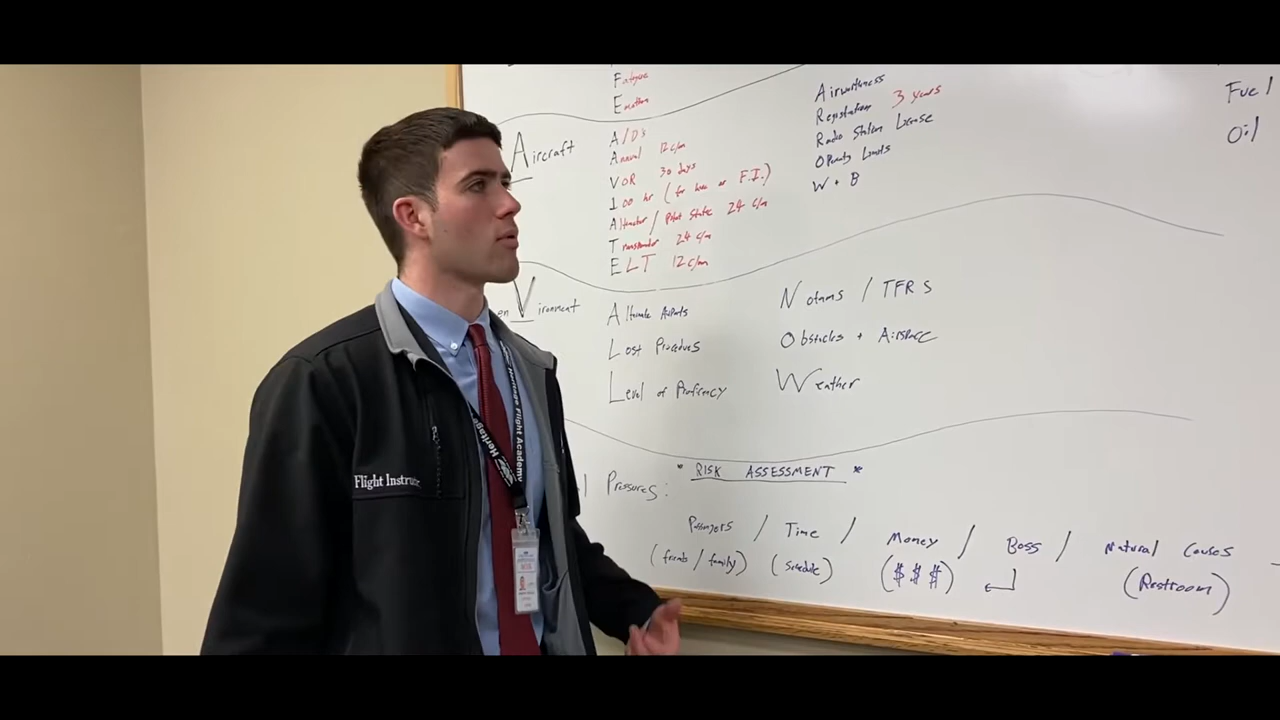 Fatigue
Emotion
Aircraft
A/D's
Annual 12 c/m
VOR 30 days
100 hr (for hire or F.I.)
Altimeter / Pitot Static 24 c/m
Transponder 24 c/m
ELT 12 c/m
Airworthiness
Registration 3 years
Radio Station License
Operating Limits
W + B
Fuel
Oil
enVironment
Alternate Airports
Lost Procedures
Level of Proficiency
Notams / TFRS
Obstacles + Airspace
Weather
* RISK ASSESSMENT *
Pressures:
Passengers / Time / Money / Boss / Natural Causes
(friends / family) (schedule) ($$$) (Restroom)
Flight Instruc
Heritage Flight Academy
Heritage